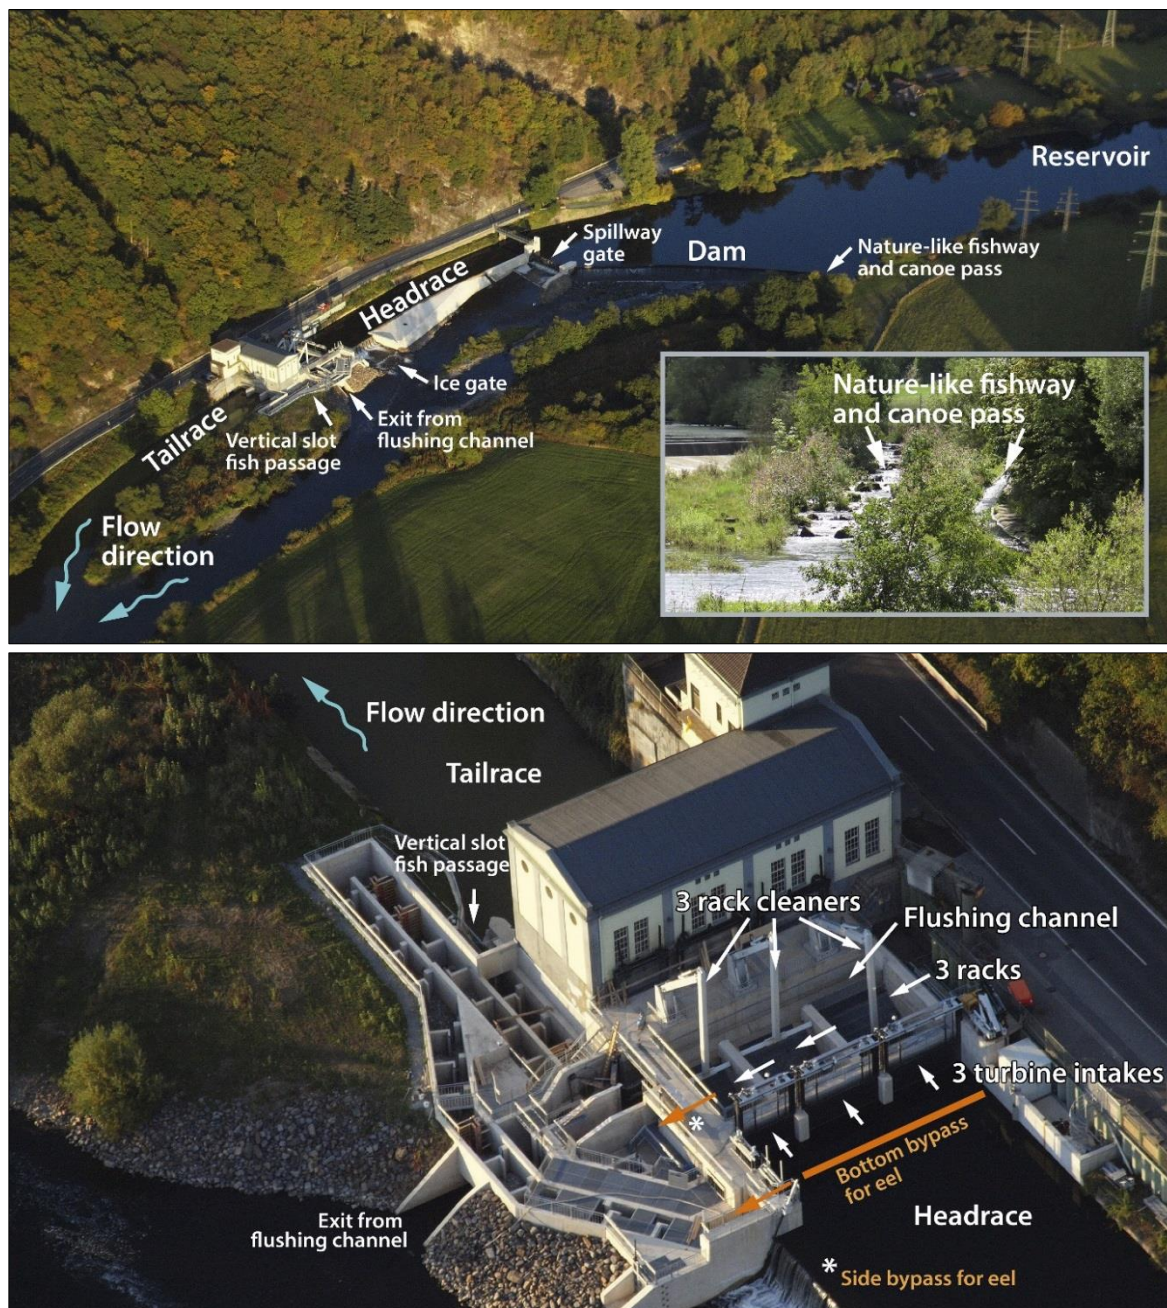 Reservoir
Spillway
gate
Dam
Nature-like fishway
and canoe pass
Headrace
Ice gate
Exit from
flushing channel
Vertical slot
fish passage
Tailrace
Flow
direction
Nature-like fishway
and canoe pass
Flow direction
Tailrace
Vertical slot
fish passage
3 rack cleaners
Flushing channel
3 racks
3 turbine intakes
*
Bottom bypass
for eel
Headrace
Exit from
flushing channel
* Side bypass for eel